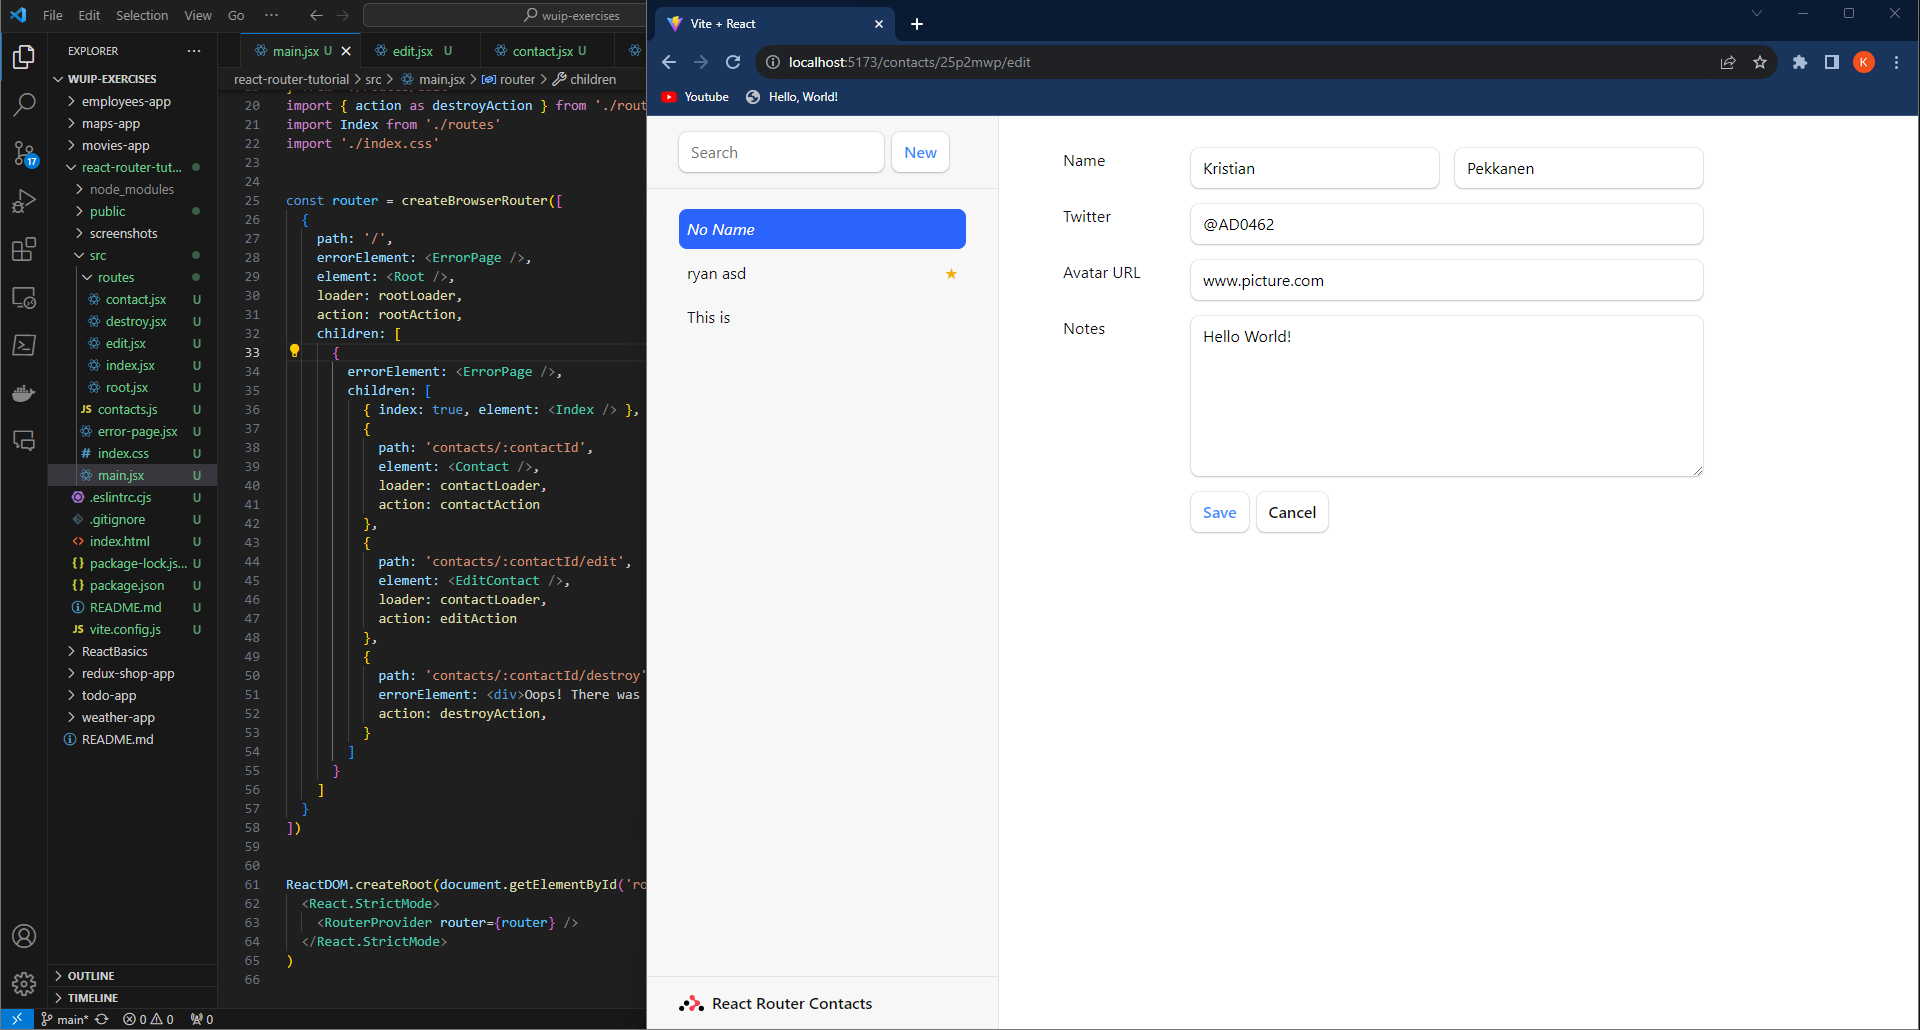 File Edit Selection View Go ··· wuip-exercises
EXPLORER
WUIP-EXERCISES
employees-app
maps-app
movies-app
react-router-tut...
node_modules
public
screenshots
src
routes
contact.jsx U
destroy.jsx U
edit.jsx U
index.jsx U
root.jsx U
JS contacts.js U
error-page.jsx U
# index.css U
main.jsx U
.eslintrc.cjs U
.gitignore U
index.html U
{} package-lock.js... U
{} package.json U
README.md U
JS vite.config.js U
ReactBasics
redux-shop-app
todo-app
weather-app
README.md
OUTLINE
TIMELINE
17
main* 0 0 0
main.jsx U edit.jsx U contact.jsx U
react-router-tutorial > src > main.jsx > router > children
20 import { action as destroyAction } from './rout
21 import Index from './routes'
22 import './index.css'
23
24
25 const router = createBrowserRouter([
26 {
27 path: '/',
28 errorElement: <ErrorPage />,
29 element: <Root />,
30 loader: rootLoader,
31 action: rootAction,
32 children: [
33 {
34 errorElement: <ErrorPage />,
35 children: [
36 { index: true, element: <Index /> },
37 {
38 path: 'contacts/:contactId',
39 element: <Contact />,
40 loader: contactLoader,
41 action: contactAction
42 },
43 {
44 path: 'contacts/:contactId/edit',
45 element: <EditContact />,
46 loader: contactLoader,
47 action: editAction
48 },
49 {
50 path: 'contacts/:contactId/destroy'
51 errorElement: <div>Oops! There was
52 action: destroyAction,
53 }
54 ]
55 }
56 ]
57 }
58 ])
59
60
61 ReactDOM.createRoot(document.getElementById('ro
62 <React.StrictMode>
63 <RouterProvider router={router} />
64 </React.StrictMode>
65 )
66
Vite + React
localhost:5173/contacts/25p2mwp/edit
K
Youtube Hello, World!
Search New
No Name
ryan asd ★
This is
React Router Contacts
Name Kristian Pekkanen
Twitter @AD0462
Avatar URL www.picture.com
Notes Hello World!
Save Cancel